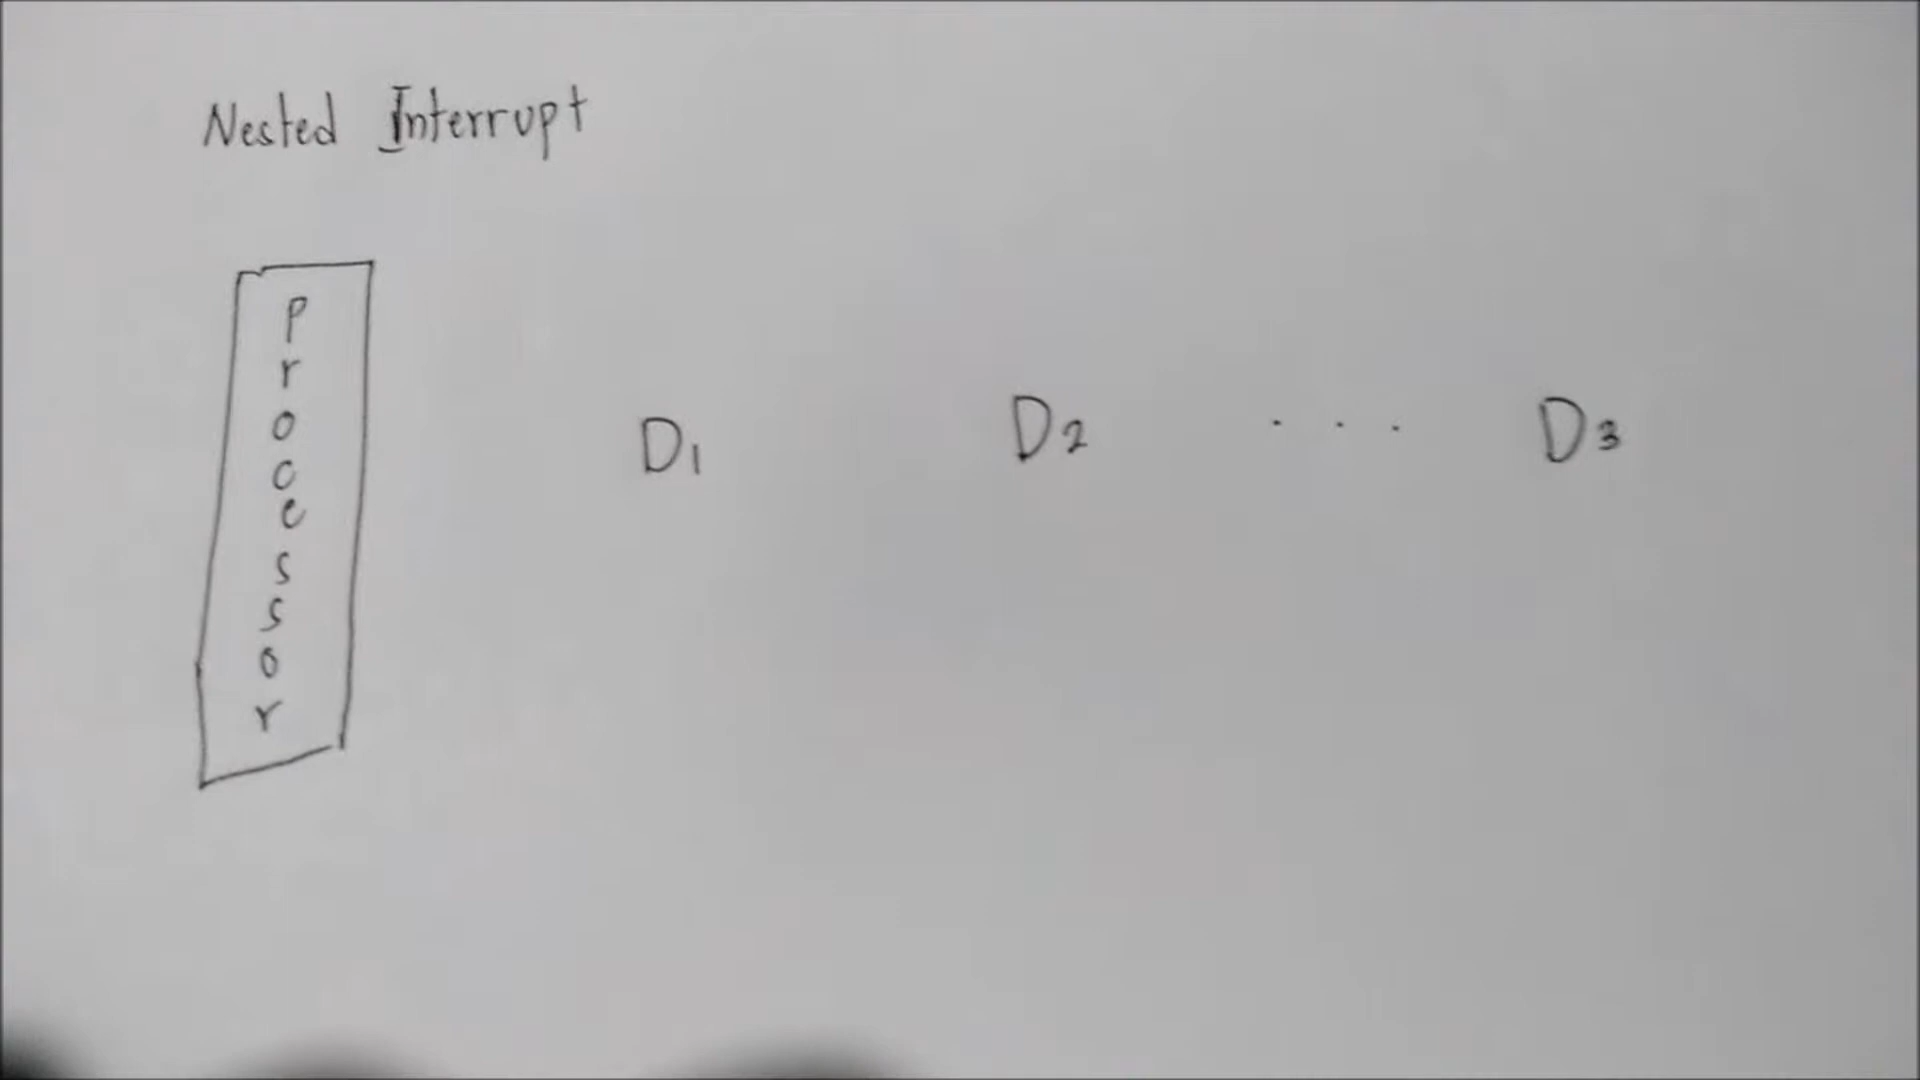 Nested Interrupt
Processor
D1 D2 ... D3